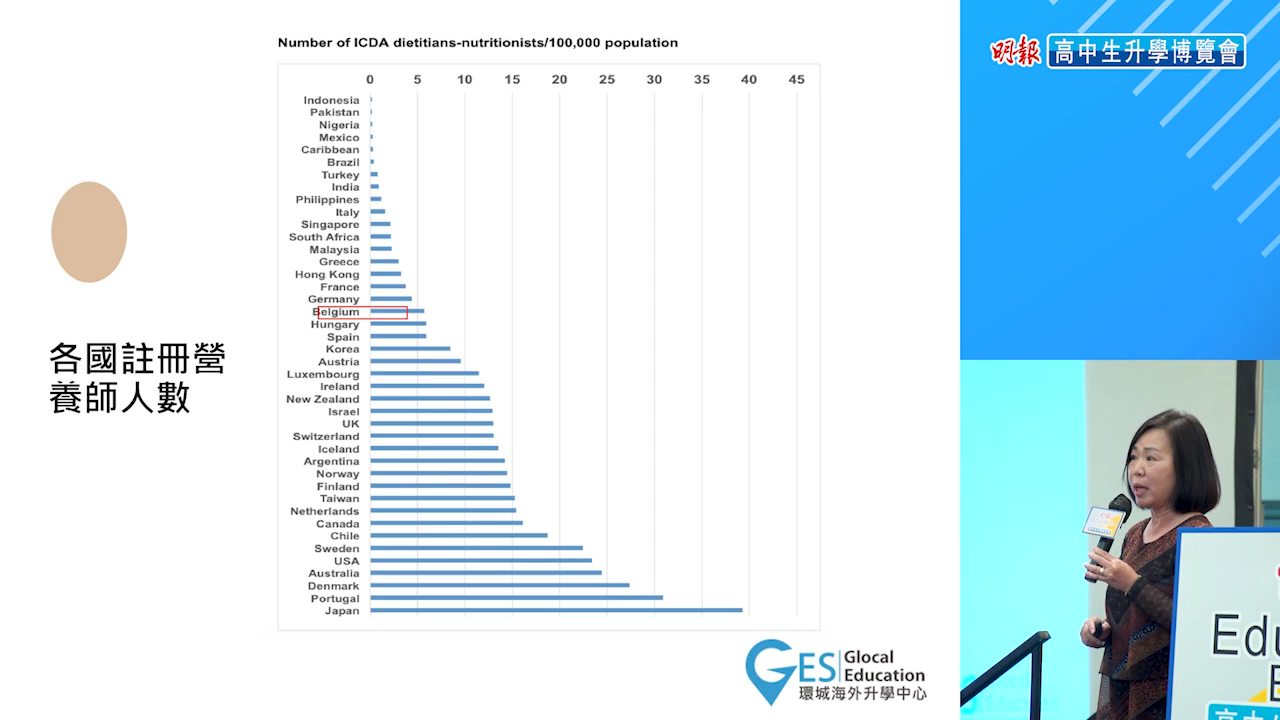 Number of ICDA dietitians-nutritionists/100,000 population
0 5 10 15 20 25 30 35 40 45
Indonesia
Pakistan
Nigeria
Mexico
Caribbean
Brazil
Turkey
India
Philippines
Italy
Singapore
South Africa
Malaysia
Greece
Hong Kong
France
Germany
Belgium
Hungary
Spain
Korea
Austria
Luxembourg
Ireland
New Zealand
Israel
UK
Switzerland
Iceland
Argentina
Norway
Finland
Taiwan
Netherlands
Canada
Chile
Sweden
USA
Australia
Denmark
Portugal
Japan
各國註冊營
養師人數
GES Glocal
Education
環城海外升學中心
明報 高中生升學博覽會
Edu
E
高中